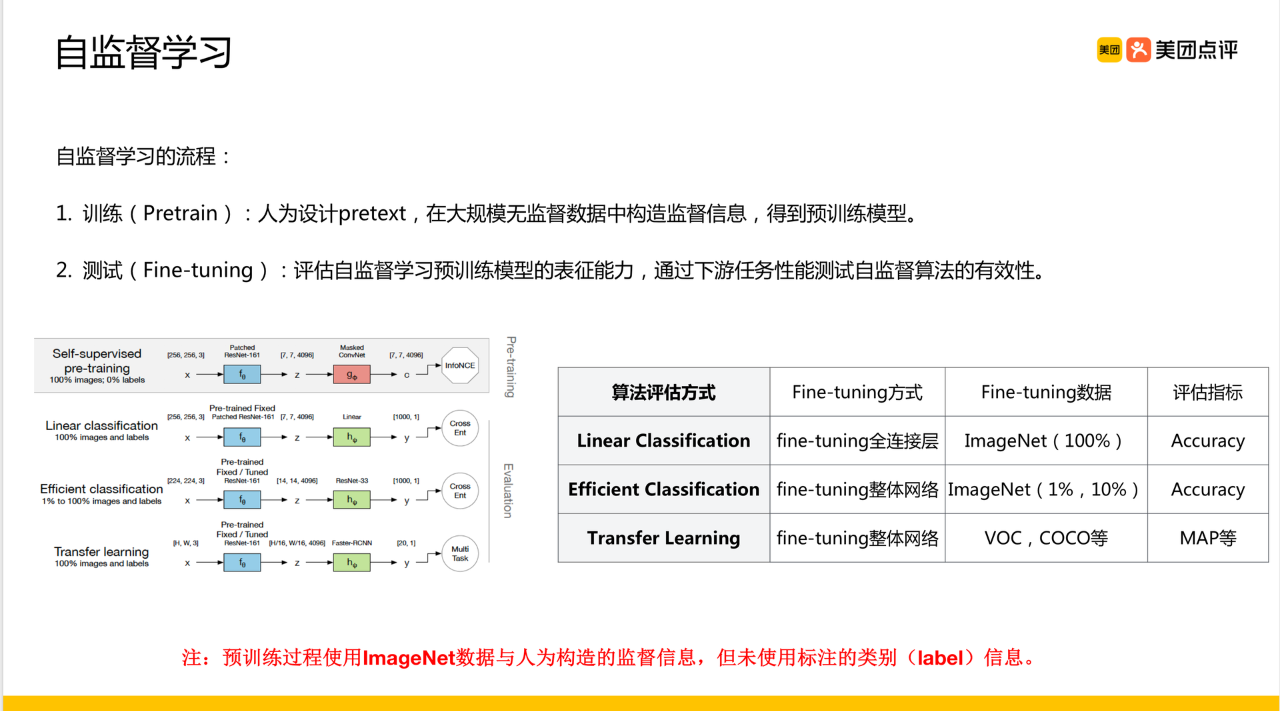 自监督学习
美团 美团点评
自监督学习的流程：
1. 训练（Pretrain）：人为设计pretext，在大规模无监督数据中构造监督信息，得到预训练模型。
2. 测试（Fine-tuning）：评估自监督学习预训练模型的表征能力，通过下游任务性能测试自监督算法的有效性。
Self-supervised
pre-training
100% images; 0% labels
[256, 256, 3]
Patched
ResNet-161
[7, 7, 4096]
Masked
ConvNet
[7, 7, 4096]
x fθ z gφ c InfoNCE
Pre-training
Linear classification
100% images and labels
[256, 256, 3]
Pre-trained Fixed
Patched ResNet-161
[7, 7, 4096]
Linear
[1000, 1]
x fθ z hψ y
Cross
Ent
Efficient classification
1% to 100% images and labels
[224, 224, 3]
Pre-trained
Fixed / Tuned
ResNet-161
[14, 14, 4096]
ResNet-33
[1000, 1]
x fθ z hψ y
Cross
Ent
Evaluation
Transfer learning
100% images and labels
[H, W, 3]
Pre-trained
Fixed / Tuned
ResNet-161
[H/16, W/16, 4096]
Faster-RCNN
[20, 1]
x fθ z hψ y
Multi
Task
算法评估方式 Fine-tuning方式 Fine-tuning数据 评估指标
Linear Classification fine-tuning全连接层 ImageNet（100%） Accuracy
Efficient Classification fine-tuning整体网络 ImageNet（1%，10%） Accuracy
Transfer Learning fine-tuning整体网络 VOC，COCO等 MAP等
注：预训练过程使用ImageNet数据与人为构造的监督信息，但未使用标注的类别（label）信息。